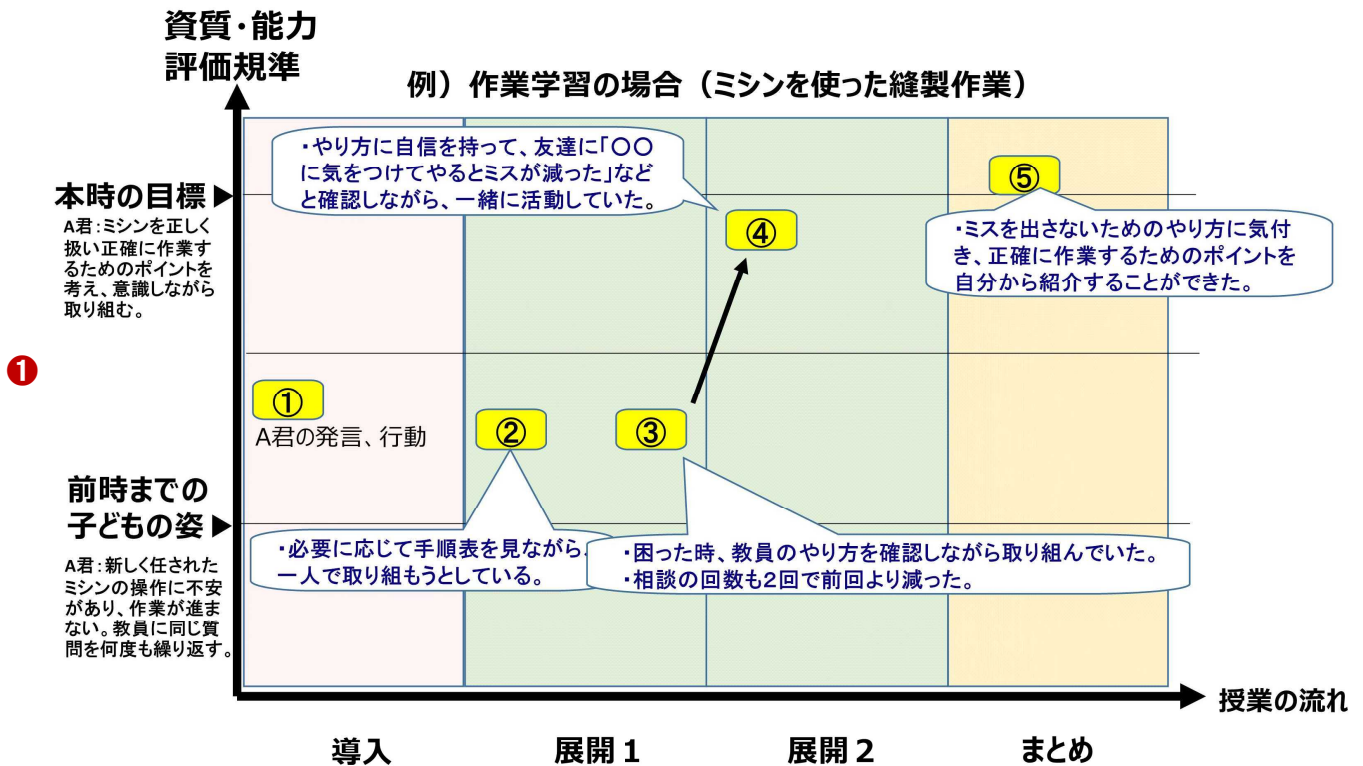 資質・能力
評価規準
例）作業学習の場合（ミシンを使った縫製作業）
・やり方に自信を持って、友達に「〇〇
に気をつけてやるとミスが減った」など
と確認しながら、一緒に活動していた。
本時の目標▶
A君：ミシンを正しく
扱い正確に作業す
るためのポイントを
考え、意識しながら
取り組む。
⑤
④
・ミスを出さないためのやり方に気付
き、正確に作業するためのポイントを
自分から紹介することができた。
❶
①
A君の発言、行動
②
③
前時までの
子どもの姿▶
A君：新しく任された
ミシンの操作に不安
があり、作業が進ま
ない。教員に同じ質
問を何度も繰り返す。
・必要に応じて手順表を見ながら、
一人で取り組もうとしている。
・困った時、教員のやり方を確認しながら取り組んでいた。
・相談の回数も２回で前回より減った。
授業の流れ
導入
展開１
展開２
まとめ